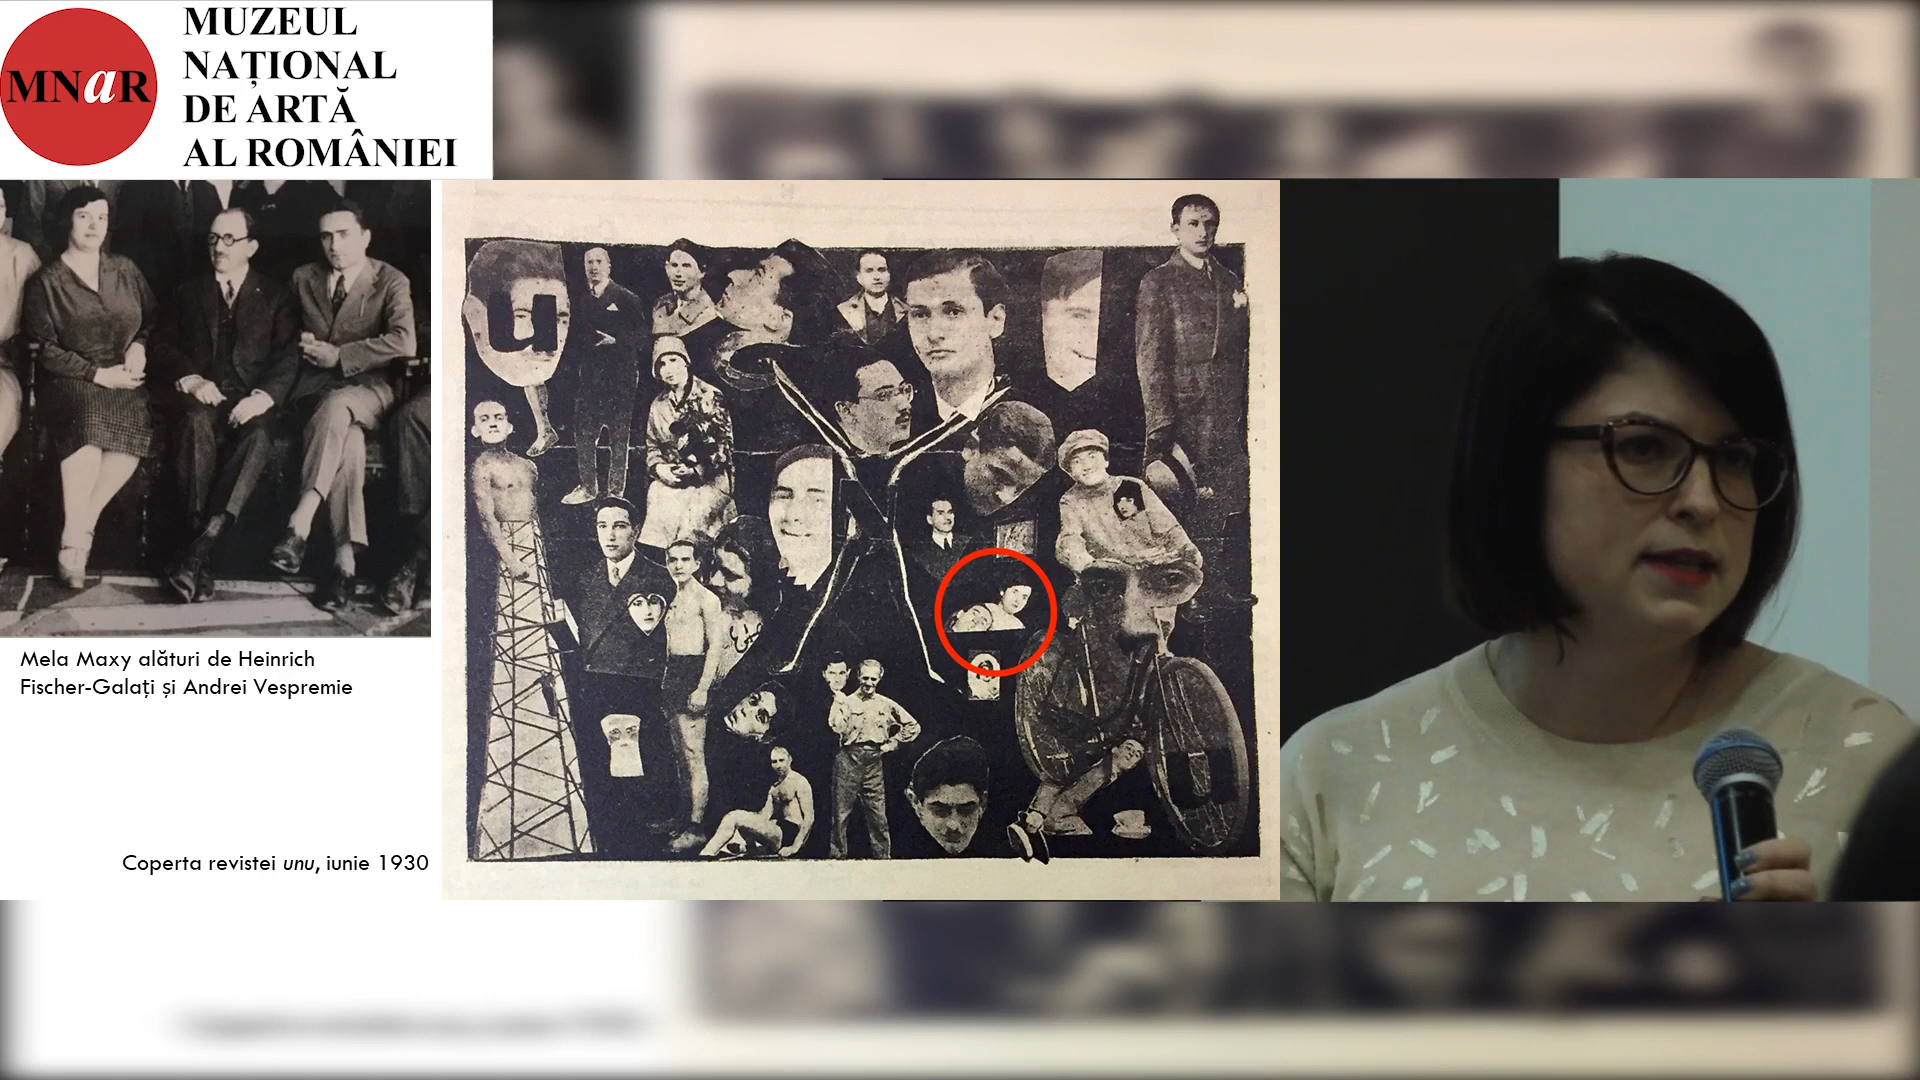 MNaR
MUZEUL
NAȚIONAL
DE ARTĂ
AL ROMÂNIEI
u
Mela Maxy alături de Heinrich
Fischer-Galați și Andrei Vespremie
Coperta revistei unu, iunie 1930